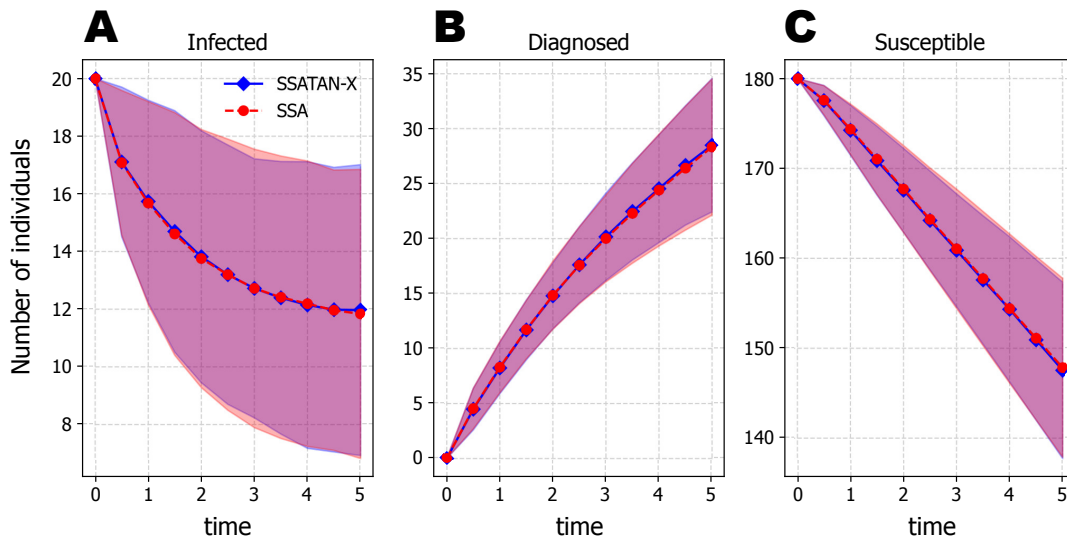 A
Infected
B
Diagnosed
C
Susceptible
Number of individuals
20
18
16
14
12
10
8
SSATAN-X
SSA
0 1 2 3 4 5
time
35
30
25
20
15
10
5
0
0 1 2 3 4 5
time
180
170
160
150
140
0 1 2 3 4 5
time